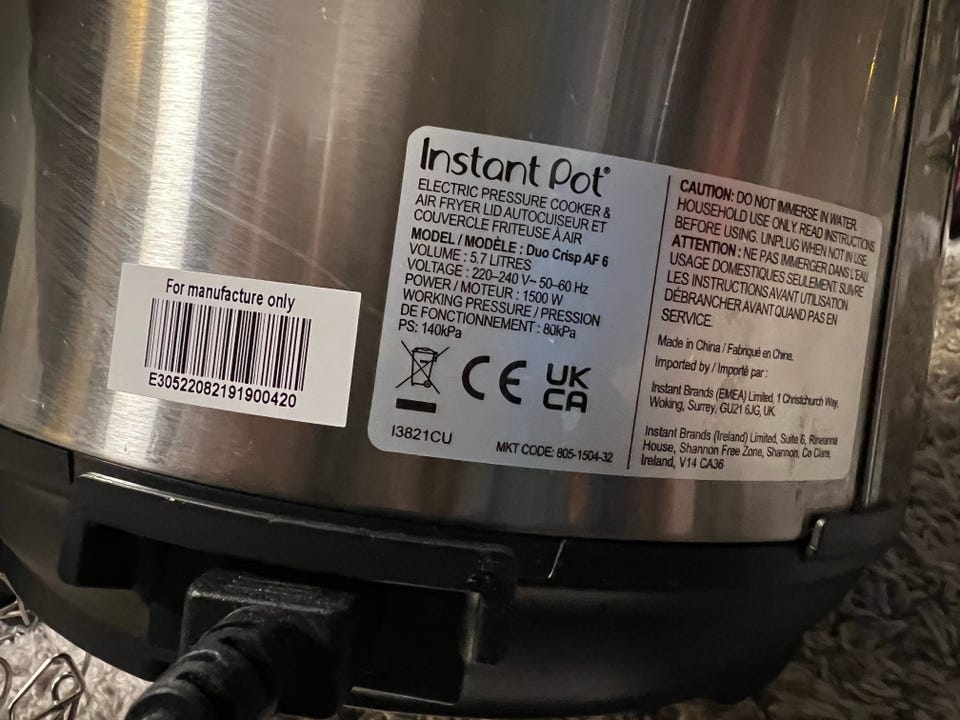 For manufacture only
E30522082191900420
Instant Pot®
ELECTRIC PRESSURE COOKER &
AIR FRYER LID AUTOCUISEUR ET
COUVERCLE FRITEUSE À AIR
MODEL / MODÈLE : Duo Crisp AF 6
VOLUME : 5.7 LITRES
VOLTAGE : 220–240 V~ 50–60 Hz
POWER / MOTEUR : 1500 W
WORKING PRESSURE / PRESSION
DE FONCTIONNEMENT : 80kPa
PS: 140kPa
CE
UK
CA
I3821CU
MKT CODE: 805-1504-32
CAUTION: DO NOT IMMERSE IN WATER.
HOUSEHOLD USE ONLY. READ INSTRUCTIONS
BEFORE USING. UNPLUG WHEN NOT IN USE.
ATTENTION : NE PAS IMMERGER DANS L'EAU.
USAGE DOMESTIQUES SEULEMENT. SUIVRE
LES INSTRUCTIONS AVANT UTILISATION
DÉBRANCHER AVANT QUAND PAS EN
SERVICE.
Made in China / Fabriqué en Chine.
Imported by / Importé par :
Instant Brands (EMEA) Limited, 1 Christchurch Way,
Woking, Surrey, GU21 6JG, UK.
Instant Brands (Ireland) Limited, Suite 6, Rineanna
House, Shannon Free Zone, Shannon, Co Clare,
Ireland, V14 CA36